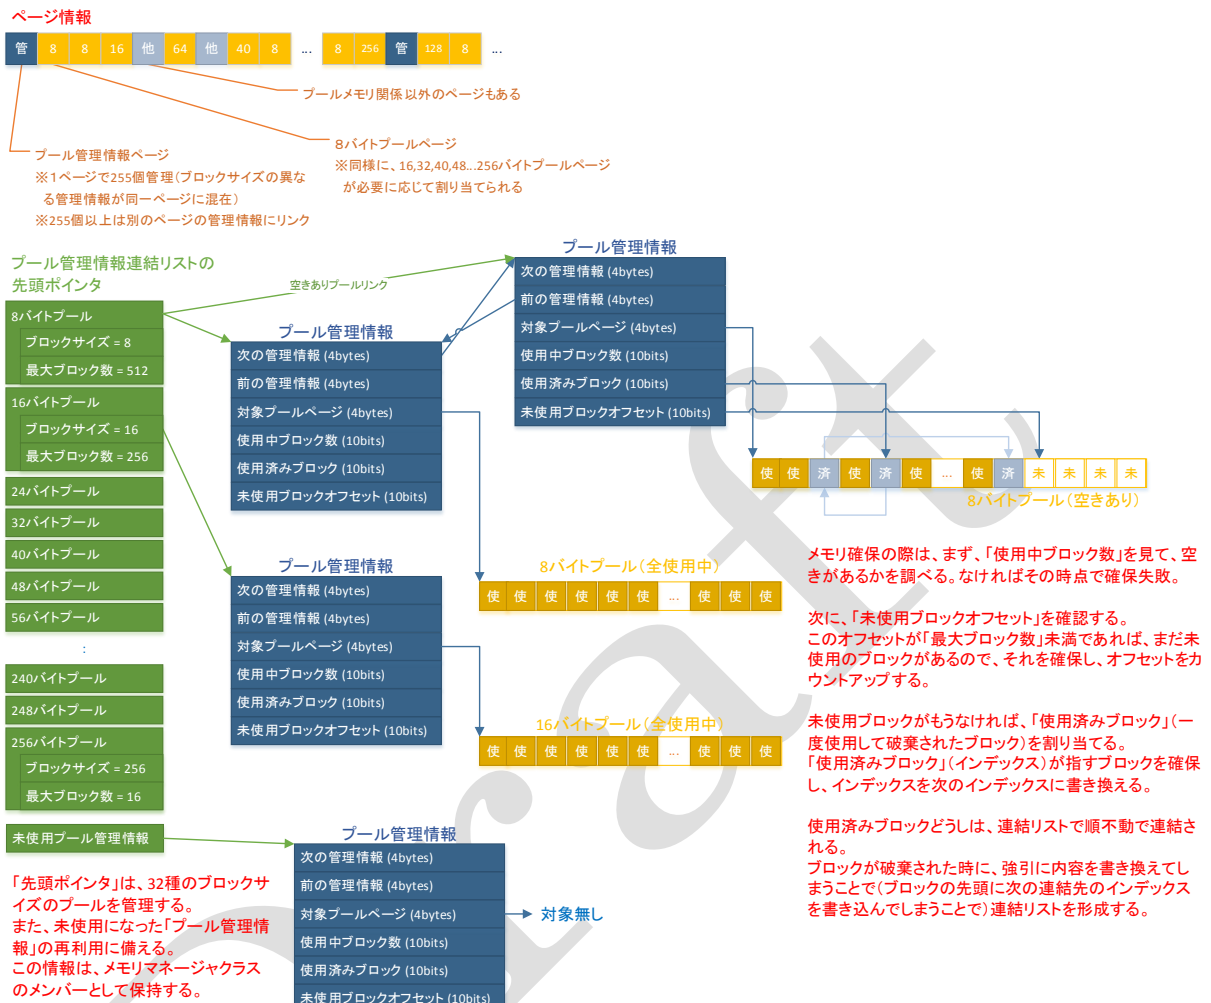 ページ情報
管 8 8 16 他 64 他 40 8 ... 8 256 管 128 8 ...
プールメモリ関係以外のページもある
8バイトプールページ
※同様に、16,32,40,48...256バイトプールページ
が必要に応じて割り当てられる
プール管理情報ページ
※1ページで255個管理(ブロックサイズの異な
る管理情報が同一ページに混在)
※255個以上は別のページの管理情報にリンク
プール管理情報連結リストの
先頭ポインタ
8バイトプール
ブロックサイズ = 8
最大ブロック数 = 512
16バイトプール
ブロックサイズ = 16
最大ブロック数 = 256
24バイトプール
32バイトプール
40バイトプール
48バイトプール
56バイトプール
:
240バイトプール
248バイトプール
256バイトプール
ブロックサイズ = 256
最大ブロック数 = 16
未使用プール管理情報
「先頭ポインタ」は、32種のブロックサ
イズのプールを管理する。
また、未使用になった「プール管理情
報」の再利用に備える。
この情報は、メモリマネージャクラス
のメンバーとして保持する。
空きありプールリンク
プール管理情報
次の管理情報 (4bytes)
前の管理情報 (4bytes)
対象プールページ (4bytes)
使用中ブロック数 (10bits)
使用済みブロック (10bits)
未使用ブロックオフセット (10bits)
プール管理情報
次の管理情報 (4bytes)
前の管理情報 (4bytes)
対象プールページ (4bytes)
使用中ブロック数 (10bits)
使用済みブロック (10bits)
未使用ブロックオフセット (10bits)
使 使 済 使 済 使 ... 使 済 未 未 未 未
8バイトプール(空きあり)
8バイトプール(全使用中)
使 使 使 使 使 使 ... 使 使 使
プール管理情報
次の管理情報 (4bytes)
前の管理情報 (4bytes)
対象プールページ (4bytes)
使用中ブロック数 (10bits)
使用済みブロック (10bits)
未使用ブロックオフセット (10bits)
16バイトプール(全使用中)
使 使 使 使 使 使 ... 使 使 使
プール管理情報
次の管理情報 (4bytes)
前の管理情報 (4bytes)
対象プールページ (4bytes)
使用中ブロック数 (10bits)
使用済みブロック (10bits)
未使用ブロックオフセット (10bits)
対象無し
メモリ確保の際は、まず、「使用中ブロック数」を見て、空
きがあるかを調べる。なければその時点で確保失敗。
次に、「未使用ブロックオフセット」を確認する。
このオフセットが「最大ブロック数」未満であれば、まだ未
使用のブロックがあるので、それを確保し、オフセットをカ
ウントアップする。
未使用ブロックがもうなければ、「使用済みブロック」(一
度使用して破棄されたブロック)を割り当てる。
「使用済みブロック」(インデックス)が指すブロックを確保
し、インデックスを次のインデックスに書き換える。
使用済みブロックどうしは、連結リストで順不動で連結さ
れる。
ブロックが破棄された時に、強引に内容を書き換えてし
まうことで(ブロックの先頭に次の連結先のインデックス
を書き込んでしまうことで)連結リストを形成する。